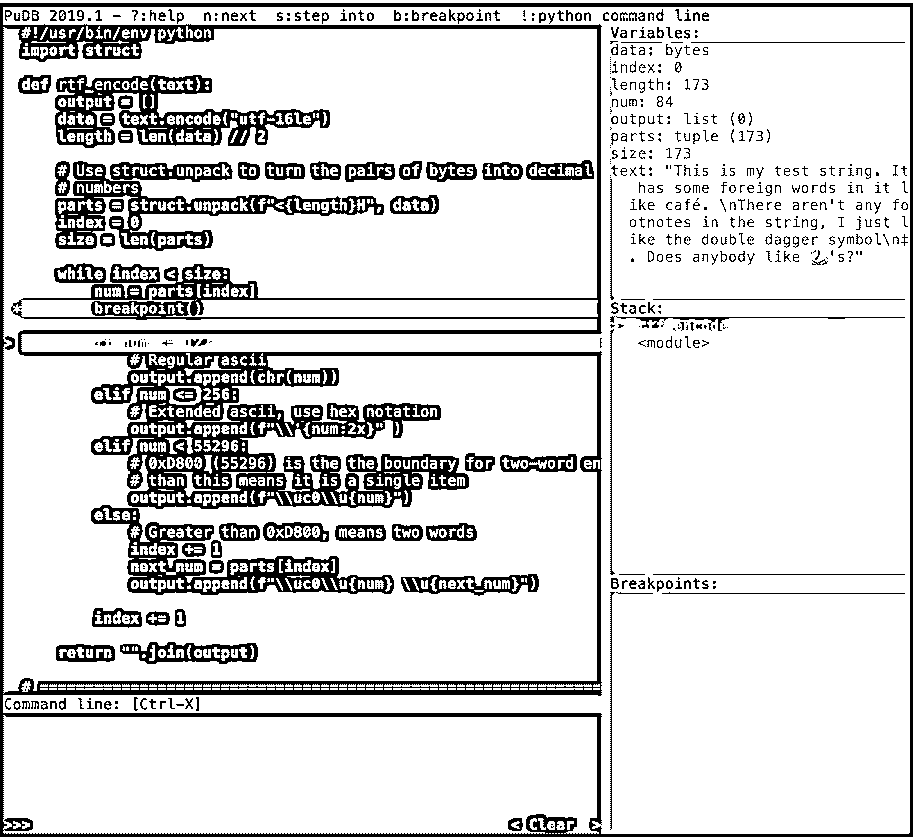 PuDB 2019.1 - ?:help  n:next  s:step into  b:breakpoint  !:python command line
#!/usr/bin/env python
import struct
def rtf_encode(text):
output = []
data = text.encode("utf-16le")
length = len(data) // 2
# Use struct.unpack to turn the pairs of bytes into decimal
# numbers
parts = struct.unpack(f"<{length}H", data)
index = 0
size = len(parts)
while index < size:
num = parts[index]
* breakpoint()
>
# Regular ascii
output.append(chr(num))
elif num <= 256:
# Extended ascii, use hex notation
output.append(f"\\'{num:2x}" )
elif num < 55296:
# 0xD800 (55296) is the the boundary for two-word en
# than this means it is a single item
output.append(f"\\uc0\\u{num}")
else:
# Greater than 0xD800, means two words
index += 1
next_num = parts[index]
output.append(f"\\uc0\\u{num} \\u{next_num}")
index += 1
return "".join(output)
# ==================================================
Command line: [Ctrl-X]
>>> < Clear >
Variables:
data: bytes
index: 0
length: 173
num: 84
output: list (0)
parts: tuple (173)
size: 173
text: "This is my test string. It
has some foreign words in it l
ike café. \nThere aren't any fo
otnotes in the string, I just l
ike the double dagger symbol\n‡
. Does anybody like 's?"
Stack:
>>
<module>
Breakpoints: